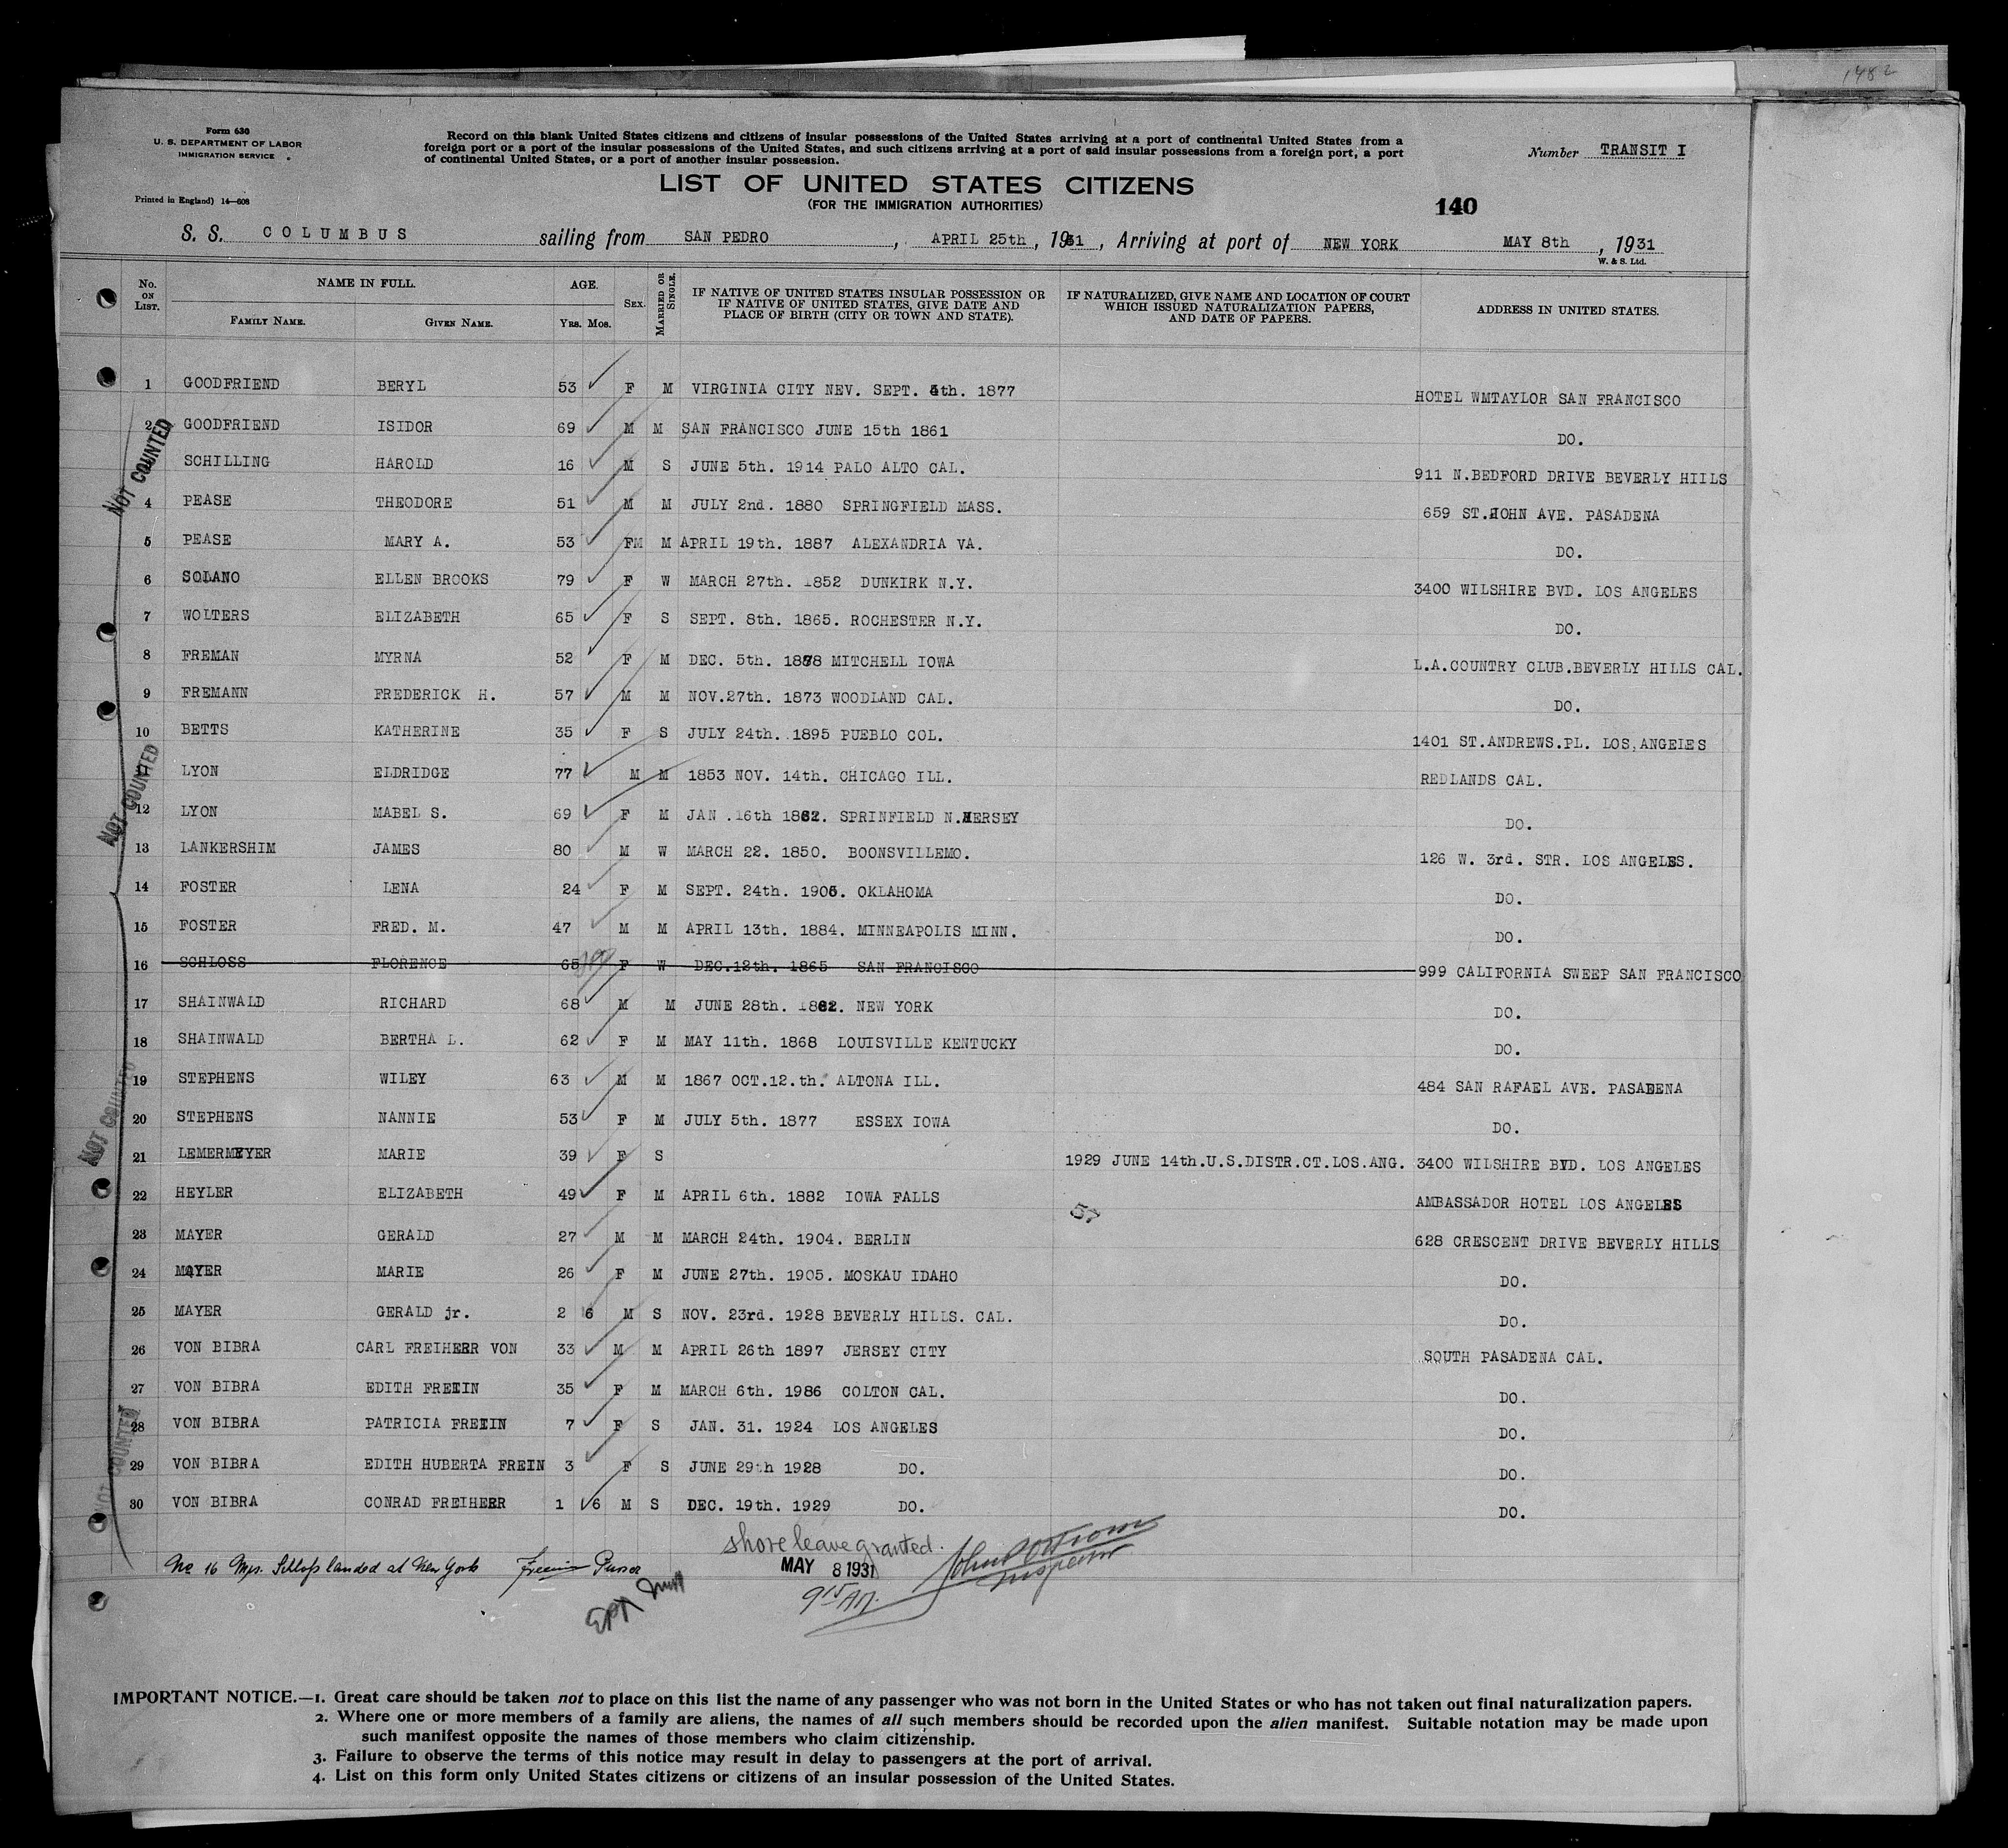 1482
Form 630
U. S. DEPARTMENT OF LABOR
IMMIGRATION SERVICE
Printed in England) 14—608
Record on this blank United States citizens and citizens of insular possessions of the United States arriving at a port of continental United States from a
foreign port or a port of the insular possessions of the United States, and such citizens arriving at a port of said insular possessions from a foreign port, a port
of continental United States, or a port of another insular possession.
Number TRANSIT I
LIST OF UNITED STATES CITIZENS
(FOR THE IMMIGRATION AUTHORITIES)
140
S. S. COLUMBUS sailing from SAN PEDRO, APRIL 25th, 1931, Arriving at port of NEW YORK MAY 8th, 1931
W. & S. Ltd.
No. ON LIST. NAME IN FULL. FAMILY NAME. GIVEN NAME. AGE. YRS. MOS. SEX. MARRIED OR SINGLE. IF NATIVE OF UNITED STATES INSULAR POSSESSION OR IF NATIVE OF UNITED STATES, GIVE DATE AND PLACE OF BIRTH (CITY OR TOWN AND STATE). IF NATURALIZED, GIVE NAME AND LOCATION OF COURT WHICH ISSUED NATURALIZATION PAPERS, AND DATE OF PAPERS. ADDRESS IN UNITED STATES.
1 GOODFRIEND BERYL 53 F M VIRGINIA CITY NEV. SEPT. th. 1877 HOTEL WMTAYLOR SAN FRANCISCO
2 GOODFRIEND ISIDOR 69 M M SAN FRANCISCO JUNE 15th 1861 DO.
SCHILLING HAROLD 16 M S JUNE 5th. 1914 PALO ALTO CAL. 911 N.BEDFORD DRIVE BEVERLY HIILS
4 PEASE THEODORE 51 M M JULY 2nd. 1880 SPRINGFIELD MASS. 659 ST.JOHN AVE. PASADENA
5 PEASE MARY A. 53 FM M APRIL 19th. 1887 ALEXANDRIA VA. DO.
6 SOLANO ELLEN BROOKS 79 F W MARCH 27th. 1852 DUNKIRK N.Y. 3400 WILSHIRE BVD. LOS ANGELES
7 WOLTERS ELIZABETH 65 F S SEPT. 8th. 1865. ROCHESTER N.Y. DO.
8 FREMAN MYRNA 52 F M DEC. 5th. 1878 MITCHELL IOWA L.A.COUNTRY CLUB.BEVERLY HILLS CAL.
9 FREMANN FREDERICK H. 57 M M NOV.27th. 1873 WOODLAND CAL. DO.
10 BETTS KATHERINE 35 F S JULY 24th. 1895 PUEBLO COL. 1401 ST.ANDREWS.PL. LOS.ANGELES
11 LYON ELDRIDGE 77 M M 1853 NOV. 14th. CHICAGO ILL. REDLANDS CAL.
12 LYON MABEL S. 69 F M JAN .16th 1862. SPRINFIELD N.JERSEY DO.
13 LANKERSHIM JAMES 80 M W MARCH 22. 1850. BOONSVILLEMO. 126 W. 3rd. STR. LOS ANGELES.
14 FOSTER LENA 24 F M SEPT. 24th. 1906. OKLAHOMA DO.
15 FOSTER FRED. M. 47 M M APRIL 13th. 1884. MINNEAPOLIS MINN. DO.
16 SCHLOSS FLORENCE 65 F W DEC.12th. 1865 SAN FRANCISCO 999 CALIFORNIA SWEEP SAN FRANCISCO
17 SHAINWALD RICHARD 68 M M JUNE 28th. 1862. NEW YORK DO.
18 SHAINWALD BERTHA L. 62 F M MAY 11th. 1868 LOUISVILLE KENTUCKY DO.
19 STEPHENS WILEY 63 M M 1867 OCT.12.th. ALTONA ILL. 484 SAN RAFAEL AVE. PASADENA
20 STEPHENS NANNIE 53 F M JULY 5th. 1877 ESSEX IOWA DO.
21 LEMERMEYER MARIE 39 F S 1929 JUNE 14th.U.S.DISTR.CT.LOS.ANG. 3400 WILSHIRE BVD. LOS ANGELES
22 HEYLER ELIZABETH 49 F M APRIL 6th. 1882 IOWA FALLS AMBASSADOR HOTEL LOS ANGELES
57
23 MAYER GERALD 27 M M MARCH 24th. 1904. BERLIN 628 CRESCENT DRIVE BEVERLY HILLS
24 MAYER MARIE 26 F M JUNE 27th. 1905. MOSKAU IDAHO DO.
25 MAYER GERALD jr. 2 6 M S NOV. 23rd. 1928 BEVERLY HILLS. CAL. DO.
26 VON BIBRA CARL FREIHERR VON 33 M M APRIL 26th 1897 JERSEY CITY SOUTH PASADENA CAL.
27 VON BIBRA EDITH FREIIN 35 F M MARCH 6th. 1986 COLTON CAL. DO.
28 VON BIBRA PATRICIA FREIIN 7 F S JAN. 31. 1924 LOS ANGELES DO.
29 VON BIBRA EDITH HUBERTA FREIN 3 F S JUNE 29th 1928 DO. DO.
30 VON BIBRA CONRAD FREIHERR 1 6 M S DEC. 19th. 1929 DO. DO.
NOT COUNTED
NOT COUNTED
NOT COUNTED
NOT COUNTED
shore leave granted.
No 16 Mrs. Schloss landed at New York Purser
MAY 8 1931
Inspector
9 15 AM.
IMPORTANT NOTICE.—1. Great care should be taken not to place on this list the name of any passenger who was not born in the United States or who has not taken out final naturalization papers.
2. Where one or more members of a family are aliens, the names of all such members should be recorded upon the alien manifest. Suitable notation may be made upon
such manifest opposite the names of those members who claim citizenship.
3. Failure to observe the terms of this notice may result in delay to passengers at the port of arrival.
4. List on this form only United States citizens or citizens of an insular possession of the United States.